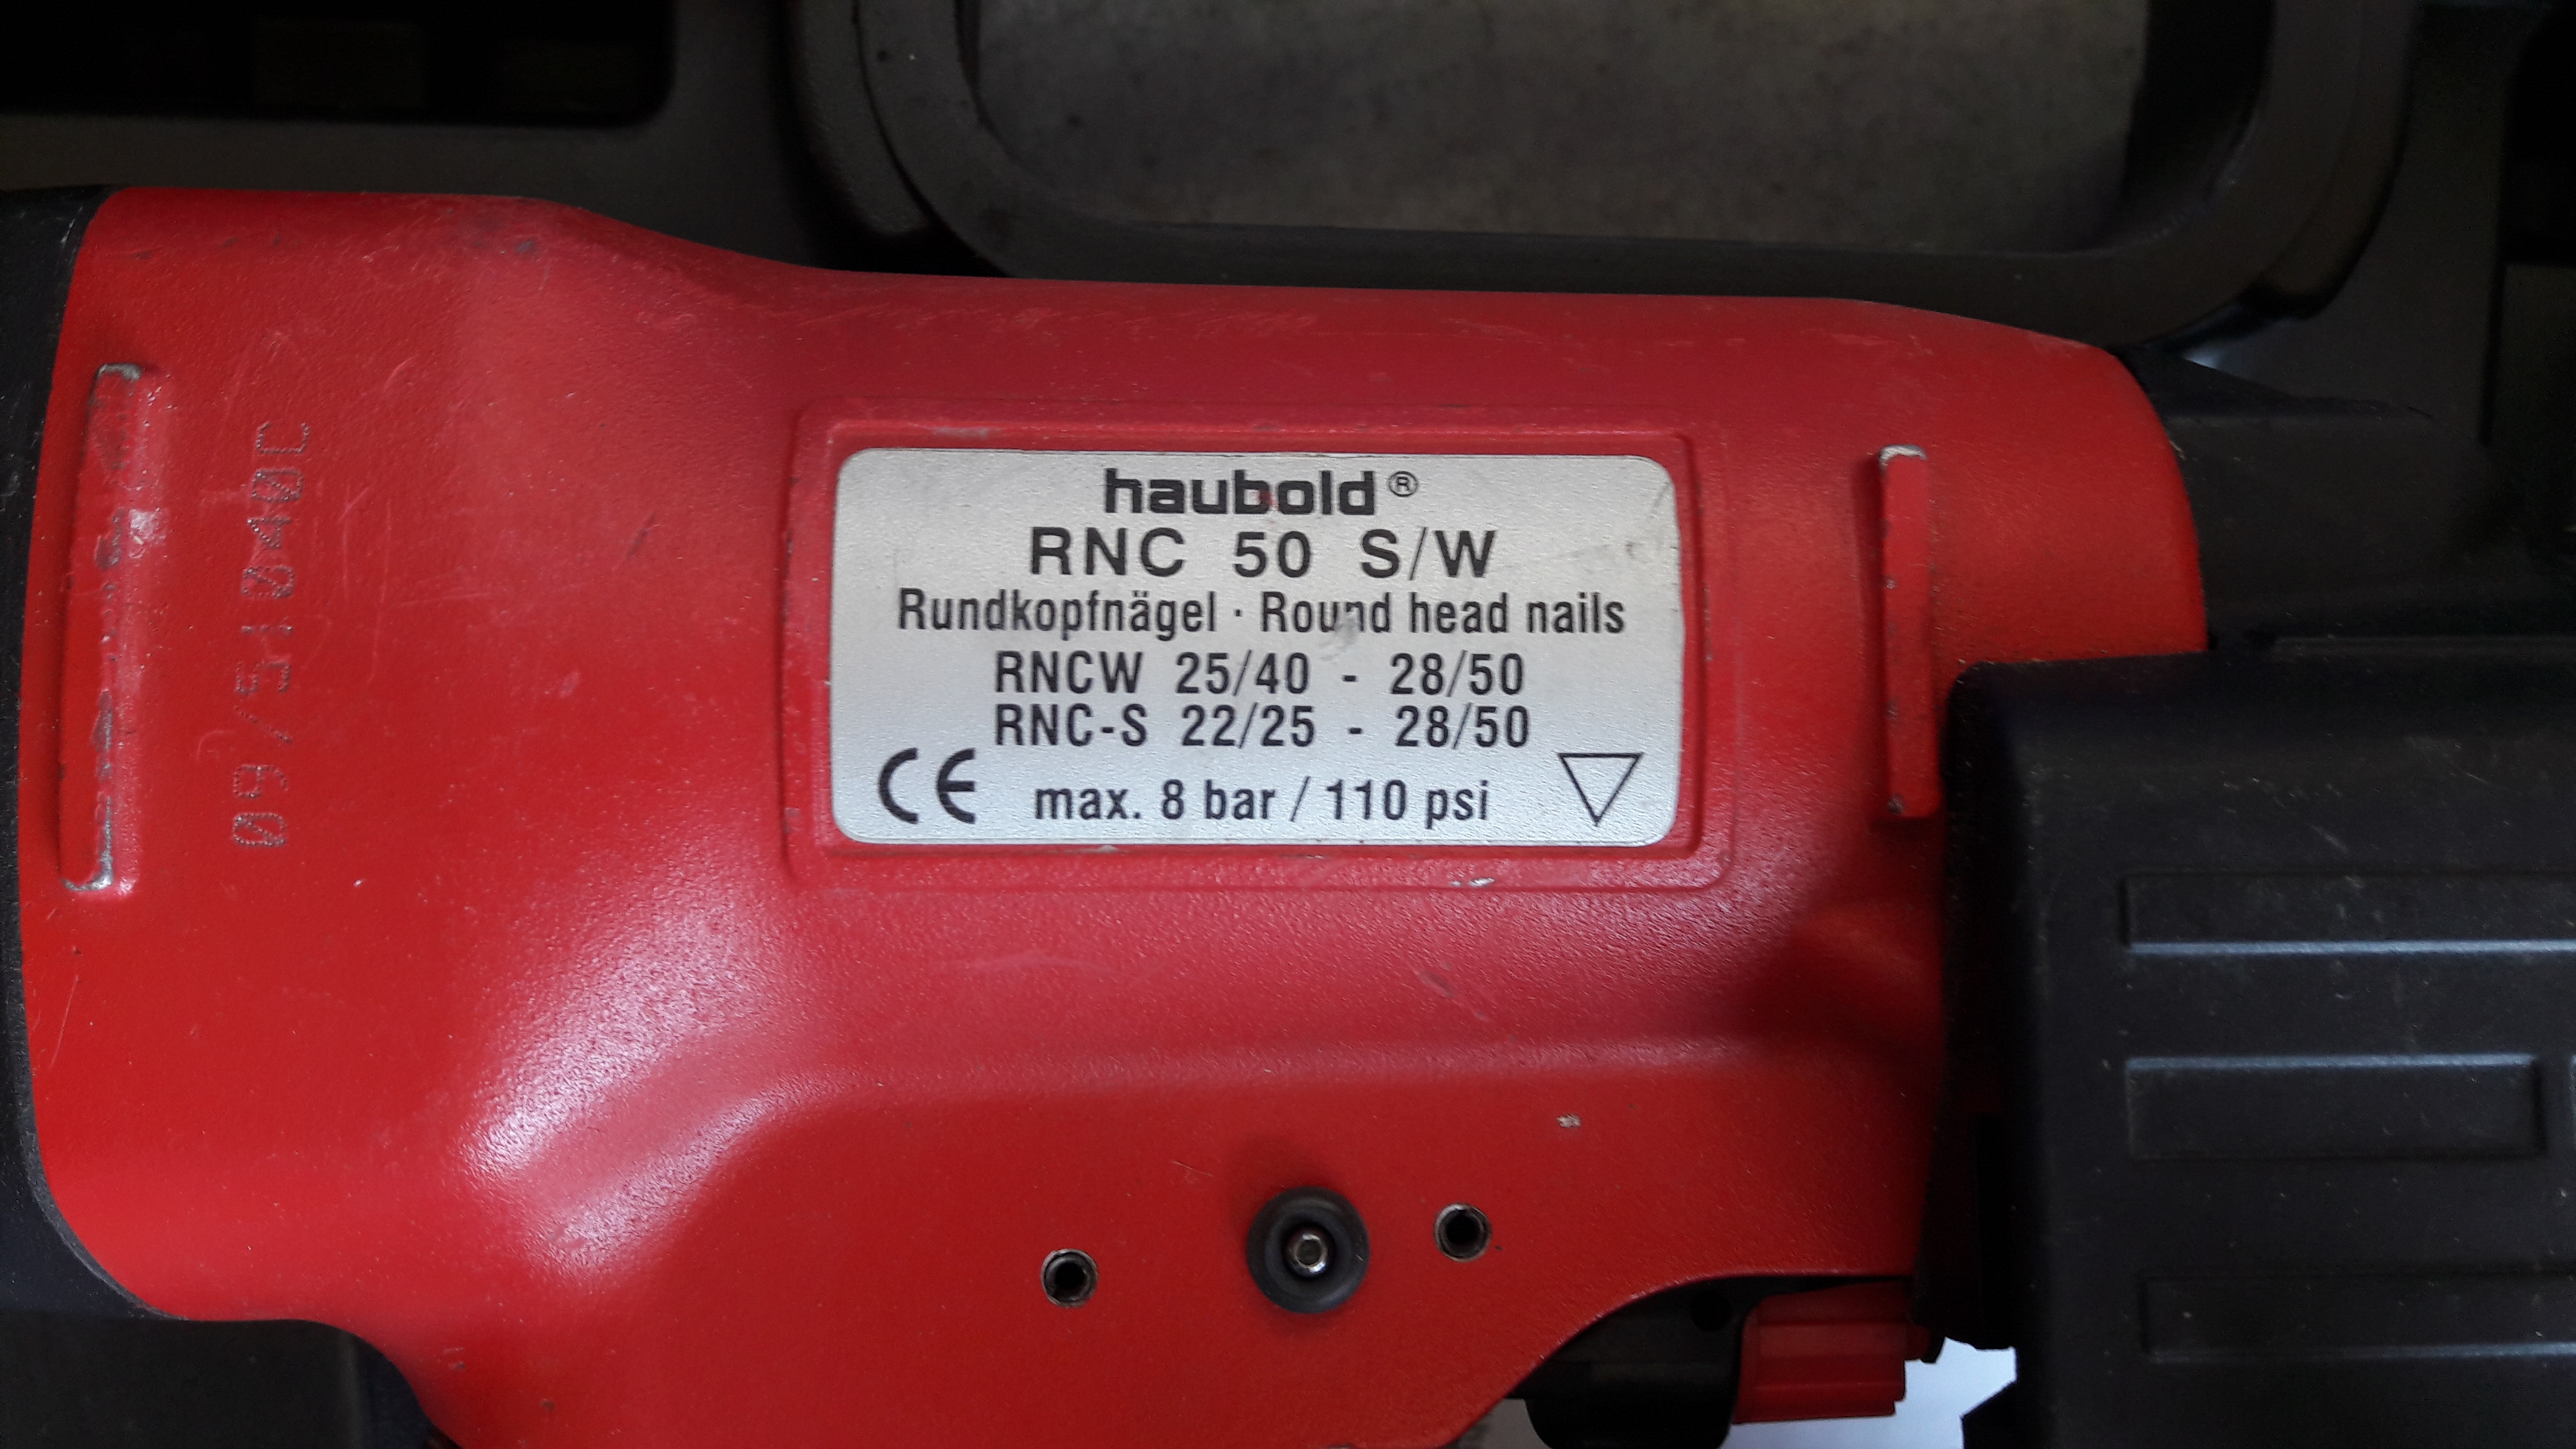 haubold®
RNC 50 S/W
Rundkopfnägel · Round head nails
RNCW 25/40 - 28/50
RNC-S 22/25 - 28/50
CE max. 8 bar / 110 psi
09/51040C